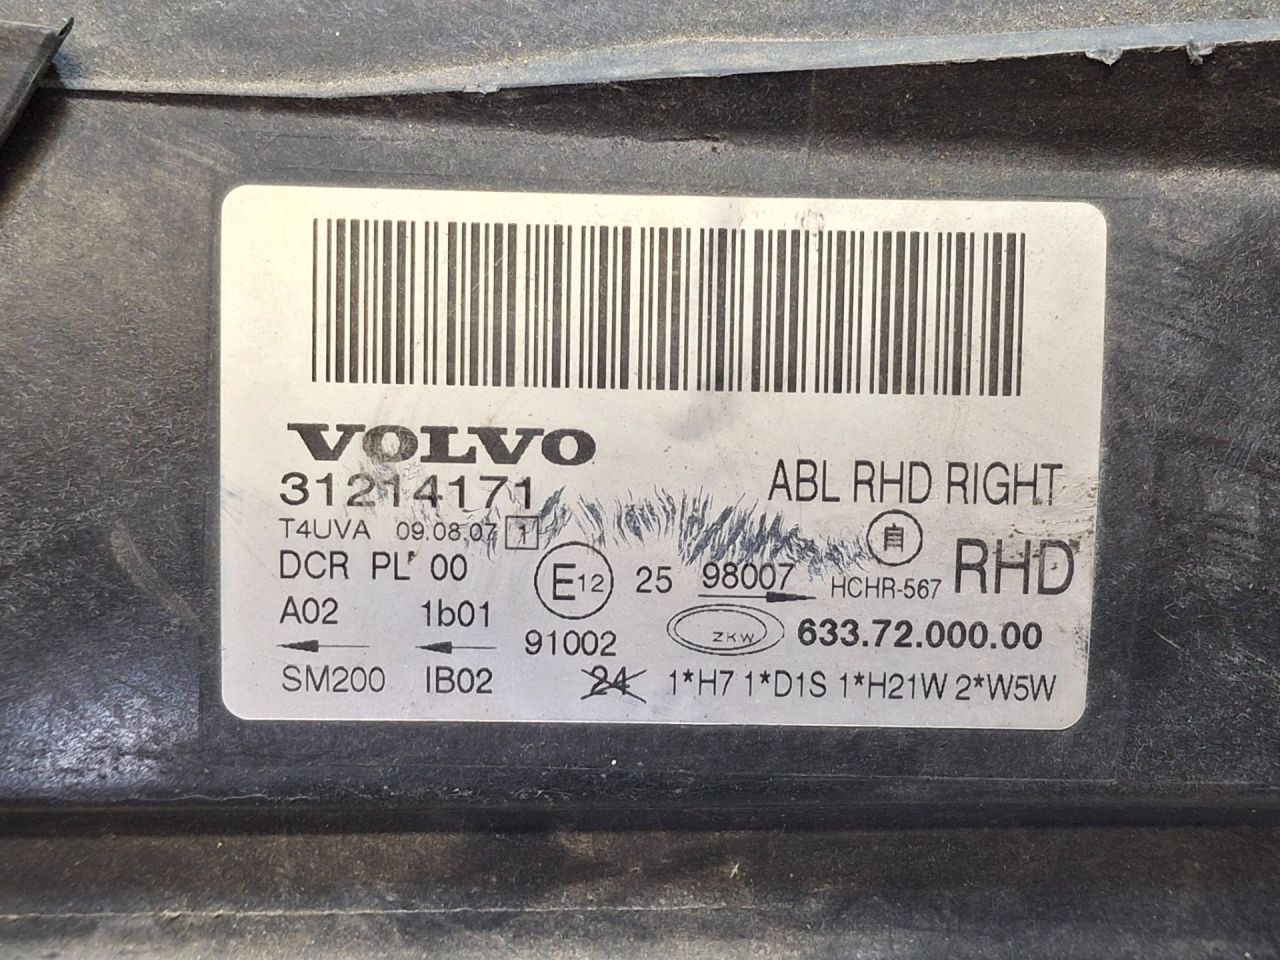 VOLVO
31214171
ABL RHD RIGHT
T4UVA 09.08.07 1
自
DCR PL 00
E12
25
98007
HCHR-567
RHD
A02 1b01
91002
ZKW
633.72.000.00
SM200 IB02
24
1*H7 1*D1S 1*H21W 2*W5W